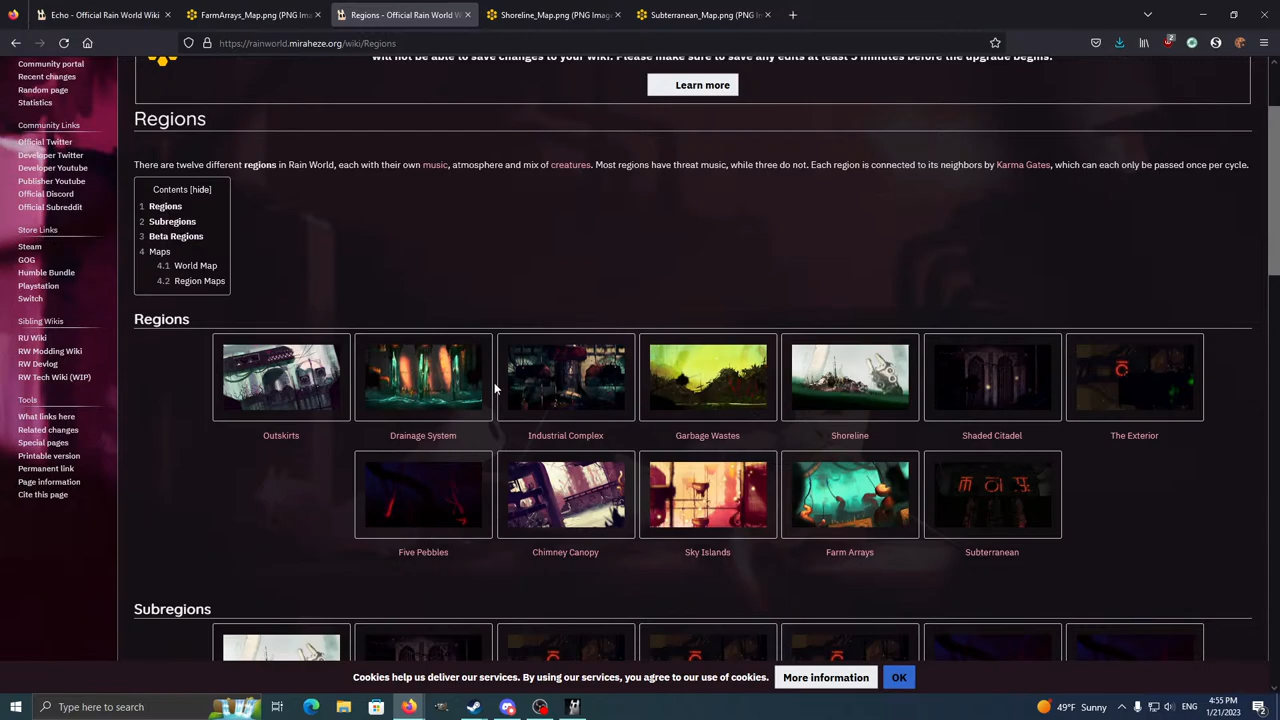 Echo - Official Rain World Wiki
FarmArrays_Map.png (PNG Ima
Regions - Official Rain World W
Shoreline_Map.png (PNG Image
Subterranean_Map.png (PNG Im
https://rainworld.miraheze.org/wiki/Regions
2
Community portal
Recent changes
Random page
Statistics
Community Links
Official Twitter
Developer Twitter
Developer Youtube
Publisher Youtube
Official Discord
Official Subreddit
Store Links
Steam
GOG
Humble Bundle
Playstation
Switch
Sibling Wikis
RU Wiki
RW Modding Wiki
RW Devlog
RW Tech Wiki (WIP)
Tools
What links here
Related changes
Special pages
Printable version
Permanent link
Page information
Cite this page
will not be able to save changes to your wiki. Please make sure to save any edits at least 5 minutes before the upgrade begins.
Learn more
Regions
There are twelve different regions in Rain World, each with their own music, atmosphere and mix of creatures. Most regions have threat music, while three do not. Each region is connected to its neighbors by Karma Gates, which can each only be passed once per cycle.
Contents [hide]
1 Regions
2 Subregions
3 Beta Regions
4 Maps
4.1 World Map
4.2 Region Maps
Regions
Outskirts
Drainage System
Industrial Complex
Garbage Wastes
Shoreline
Shaded Citadel
The Exterior
Five Pebbles
Chimney Canopy
Sky Islands
Farm Arrays
Subterranean
Subregions
Cookies help us deliver our services. By using our services, you agree to our use of cookies.
More information
OK
Type here to search
49°F Sunny
ENG
4:55 PM
1/21/2023
2